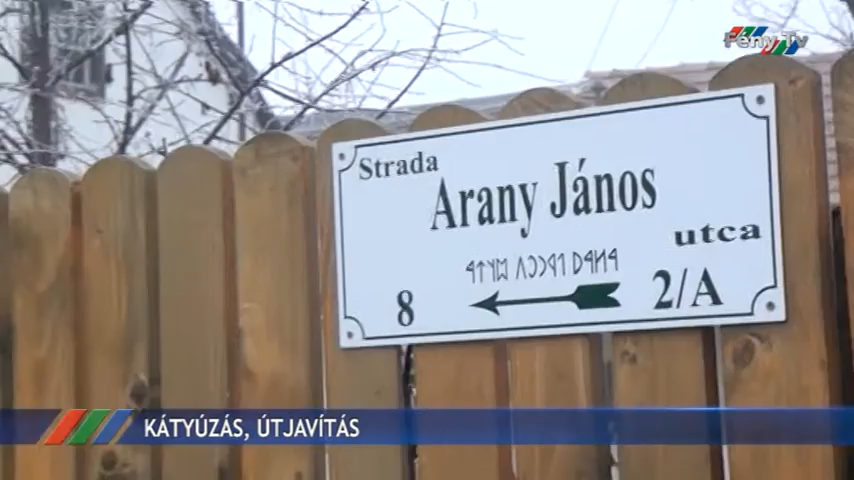 Fény Tv
Strada
Arany János
utca
8
2/A
KÁTYÚZÁS, ÚTJAVÍTÁS